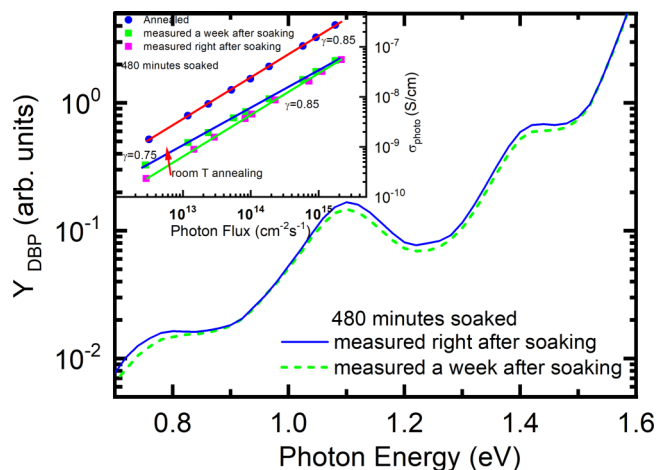 Annealed
measured a week after soaking
measured right after soaking
480 minutes soaked
γ=0.85
γ=0.85
γ=0.75
room T annealing
10^-7
10^-8
10^-9
10^-10
σ_photo (S/cm)
10^13 10^14 10^15
Photon Flux (cm^-2s^-1)
10^0
10^-1
10^-2
Y_DBP (arb. units)
480 minutes soaked
measured right after soaking
measured a week after soaking
0.8 1.0 1.2 1.4 1.6
Photon Energy (eV)